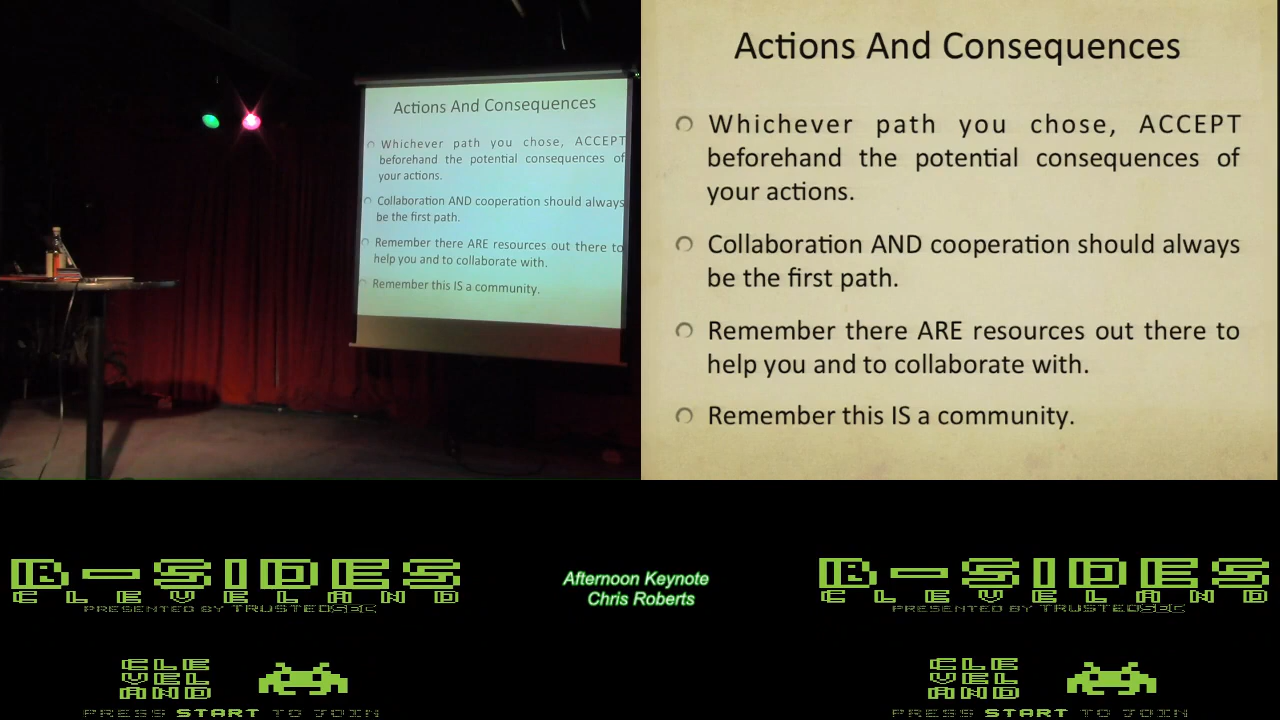 Actions And Consequences
Whichever path you chose, ACCEPT
beforehand the potential consequences of
your actions.
Collaboration AND cooperation should always
be the first path.
Remember there ARE resources out there to
help you and to collaborate with.
Remember this IS a community.
Actions And Consequences
Whichever path you chose, ACCEPT
beforehand the potential consequences of
your actions.
Collaboration AND cooperation should always
be the first path.
Remember there ARE resources out there to
help you and to collaborate with.
Remember this IS a community.
B-SIDES
CLEVELAND
PRESENTED BY TRUSTEDSEC
CLE
VEL
AND
PRESS START TO JOIN
Afternoon Keynote
Chris Roberts
B-SIDES
CLEVELAND
PRESENTED BY TRUSTEDSEC
CLE
VEL
AND
PRESS START TO JOIN